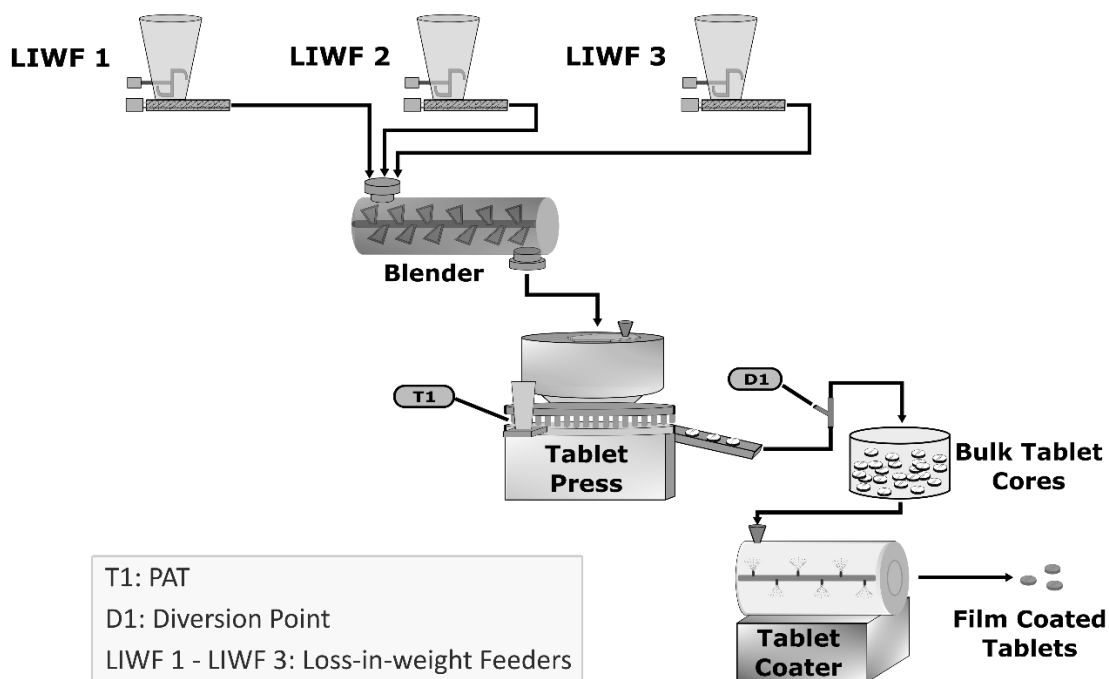 LIWF 1
LIWF 2
LIWF 3
Blender
T1
D1
Tablet
Press
Bulk Tablet
Cores
Tablet
Coater
Film Coated
Tablets
T1: PAT
D1: Diversion Point
LIWF 1 - LIWF 3: Loss-in-weight Feeders